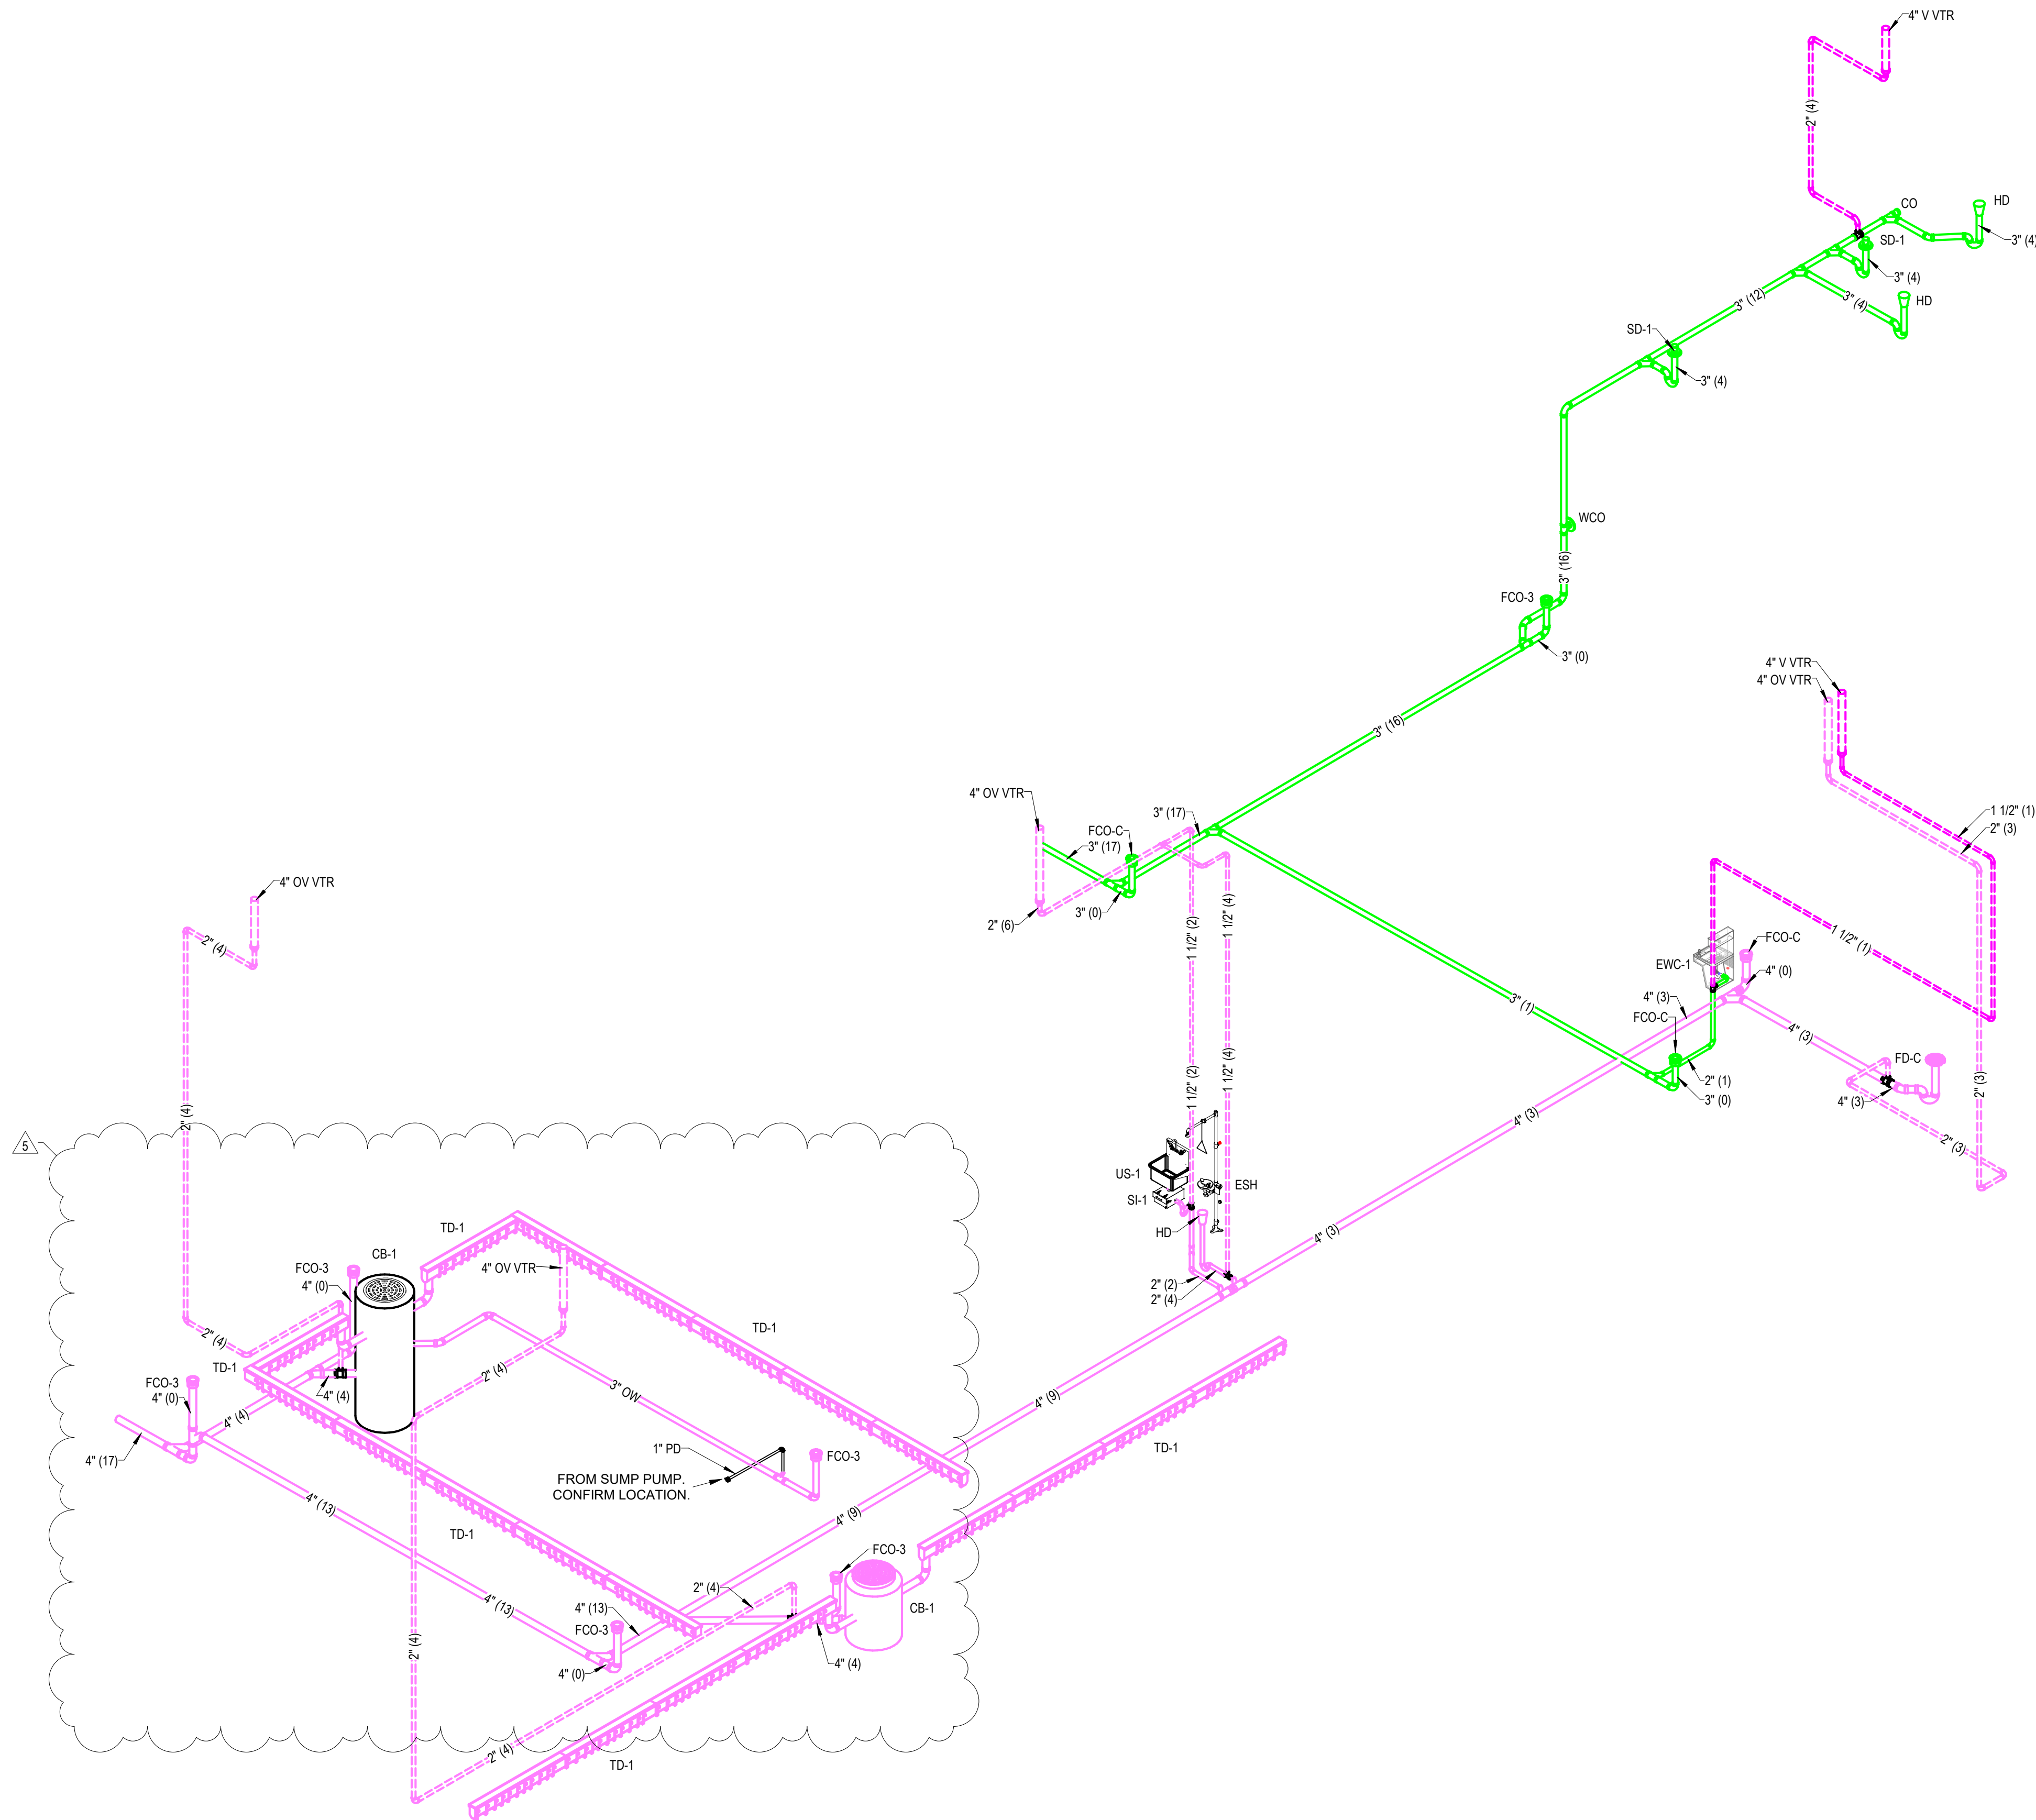 4" V VTR
2" (4)
CO
HD
3" (4)
SD-1
3" (4)
3" (12)
3" (4)
HD
SD-1
3" (4)
WCO
3" (16)
FCO-3
3" (0)
4" V VTR
4" OV VTR
3" (16)
4" OV VTR
3" (17)
FCO-C
3" (17)
1 1/2" (1)
2" (3)
4" OV VTR
2" (6)
3" (0)
2" (4)
1 1/2" (2)
1 1/2" (4)
1 1/2" (1)
EWC-1
FCO-C
4" (0)
4" (3)
3" (1)
FCO-C
4" (3)
FD-C
2" (1)
3" (0)
4" (3)
2" (3)
2" (3)
1 1/2" (2)
1 1/2" (4)
2" (4)
4" (3)
5
US-1
SI-1
ESH
HD
4" (3)
TD-1
CB-1
FCO-3
4" (0)
4" OV VTR
2" (2)
2" (4)
TD-1
2" (4)
TD-1
2" (4)
3" OW
FCO-3
4" (0)
4" (4)
4" (4)
4" (9)
4" (17)
1" PD
FCO-3
FROM SUMP PUMP.
CONFIRM LOCATION.
TD-1
4" (13)
TD-1
4" (9)
FCO-3
2" (4)
4" (13)
4" (13)
CB-1
FCO-3
4" (0)
4" (4)
2" (4)
2" (4)
TD-1